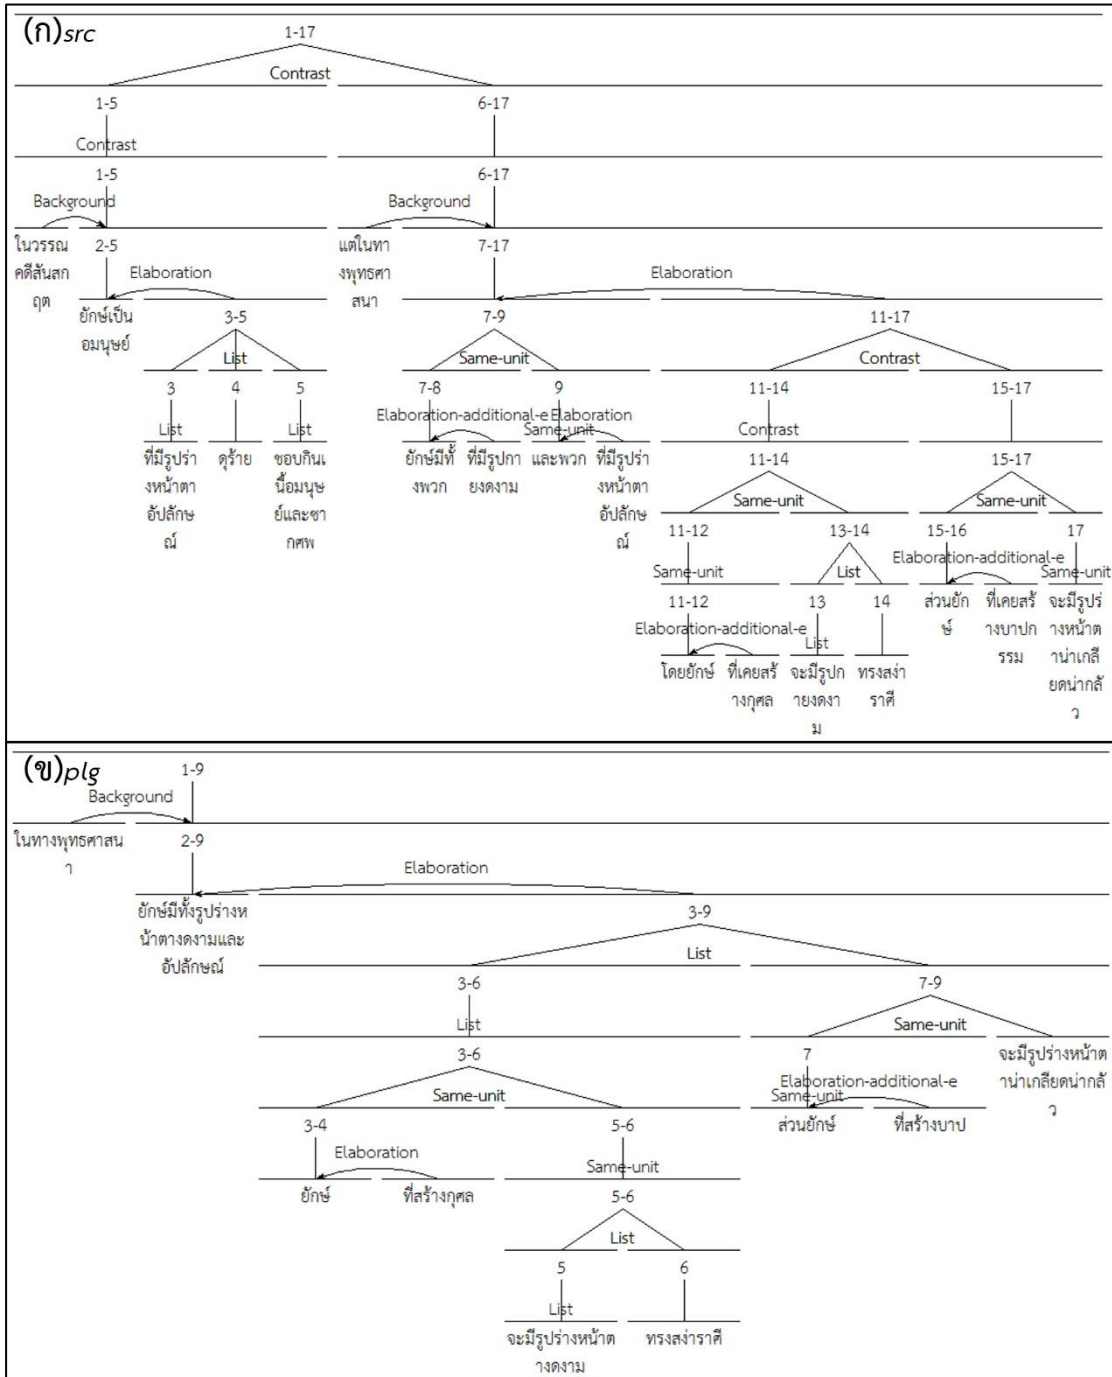 (ก)src
1-17
Contrast
1-5
6-17
Contrast
1-5
6-17
Background
Background
ในวรรณ
คดีสันสก
ฤต
2-5
แต่ในทา
งพุทธศา
สนา
7-17
Elaboration
Elaboration
ยักษ์เป็น
อมนุษย์
3-5
7-9
11-17
List
Same-unit
Contrast
3
4
5
7-8
9
11-14
15-17
List
List
Elaboration-additional-e
Elaboration
Same-unit
Contrast
ที่มีรูปร่า
งหน้าตา
อัปลักษ
ณ์
ดุร้าย
ชอบกินเ
นื้อมนุษ
ย์และซา
กศพ
ยักษ์มีทั้
งพวก
ที่มีรูปกา
ยงดงาม
และพวก
ที่มีรูปร่า
งหน้าตา
อัปลักษ
ณ์
11-14
15-17
Same-unit
Same-unit
11-12
13-14
15-16
17
Same-unit
List
Elaboration-additional-e
Same-unit
11-12
13
14
ส่วนยัก
ษ์
ที่เคยสร้
างบาปก
รรม
จะมีรูปร่
างหน้าต
าน่าเกลี
ยดน่ากลั
ว
Elaboration-additional-e
List
โดยยักษ์
ที่เคยสร้
างกุศล
จะมีรูปก
ายงดงา
ม
ทรงสง่า
ราศี
(ข)plg
1-9
Background
ในทางพุทธศาสน
า
2-9
Elaboration
ยักษ์มีทั้งรูปร่างห
น้าตางดงามและ
อัปลักษณ์
3-9
List
3-6
7-9
List
Same-unit
3-6
7
จะมีรูปร่างหน้าต
าน่าเกลียดน่ากลั
ว
Same-unit
Elaboration-additional-e
Same-unit
3-4
5-6
ส่วนยักษ์
ที่สร้างบาป
Elaboration
Same-unit
ยักษ์
ที่สร้างกุศล
5-6
List
5
6
List
จะมีรูปร่างหน้าต
างดงาม
ทรงสง่าราศี